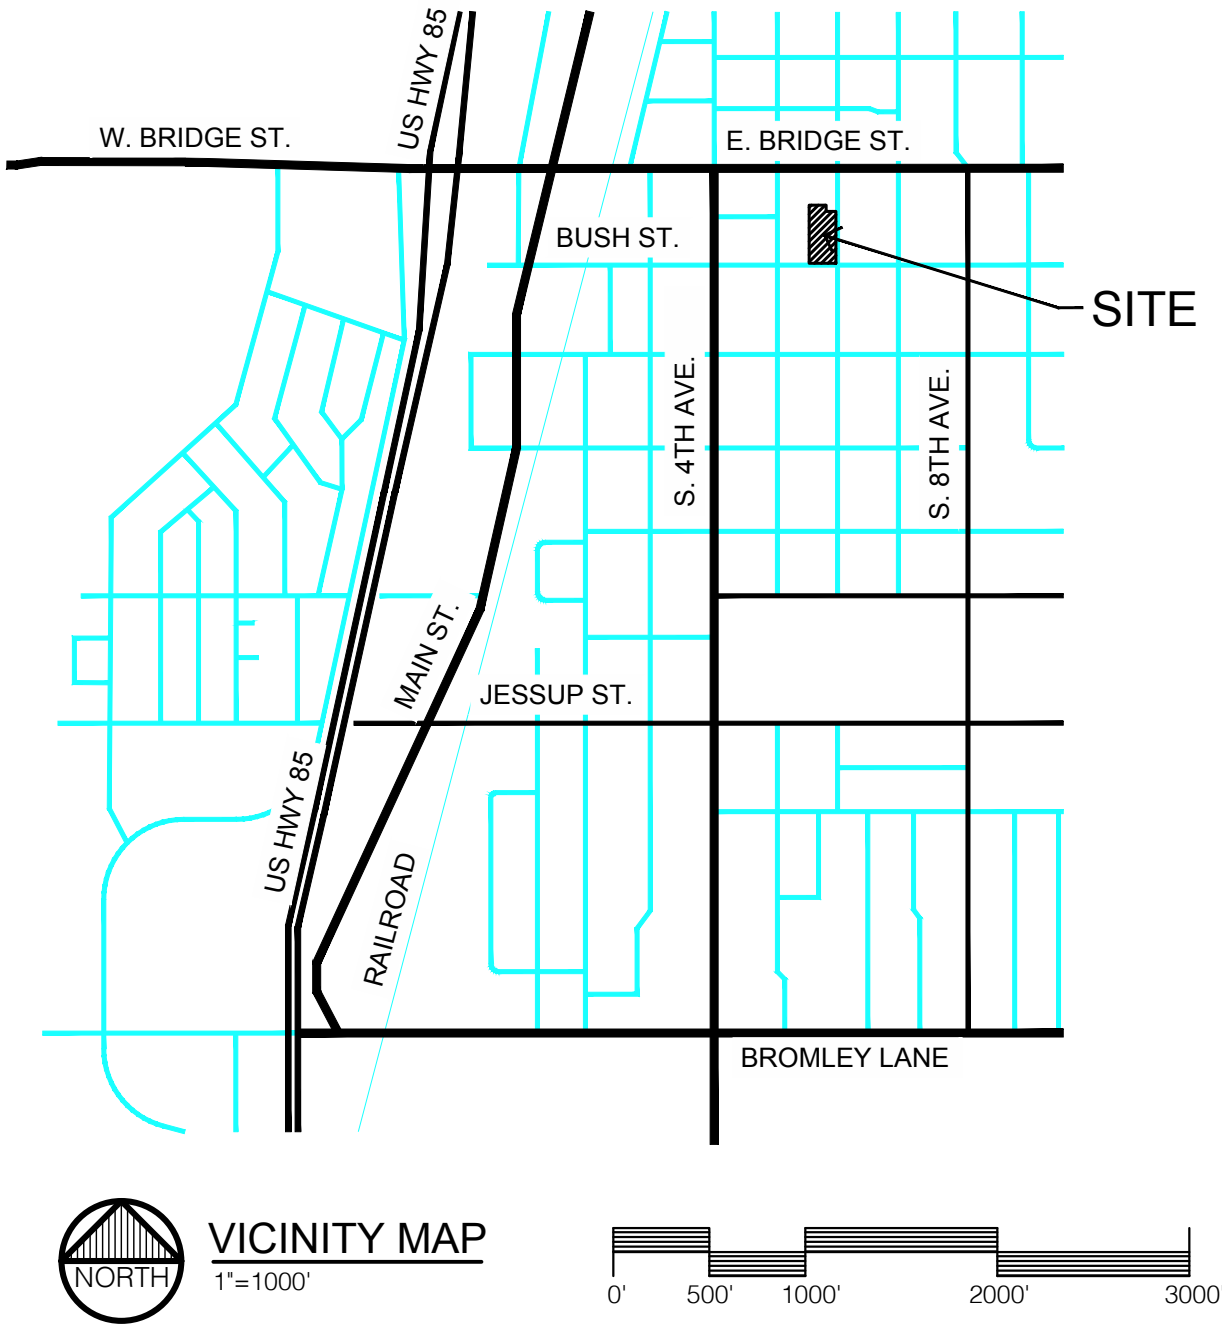 US HWY 85
W. BRIDGE ST.
E. BRIDGE ST.
BUSH ST.
SITE
S. 4TH AVE.
S. 8TH AVE.
MAIN ST.
JESSUP ST.
US HWY 85
RAILROAD
BROMLEY LANE
NORTH
VICINITY MAP
1"=1000'
0' 500' 1000' 2000' 3000'